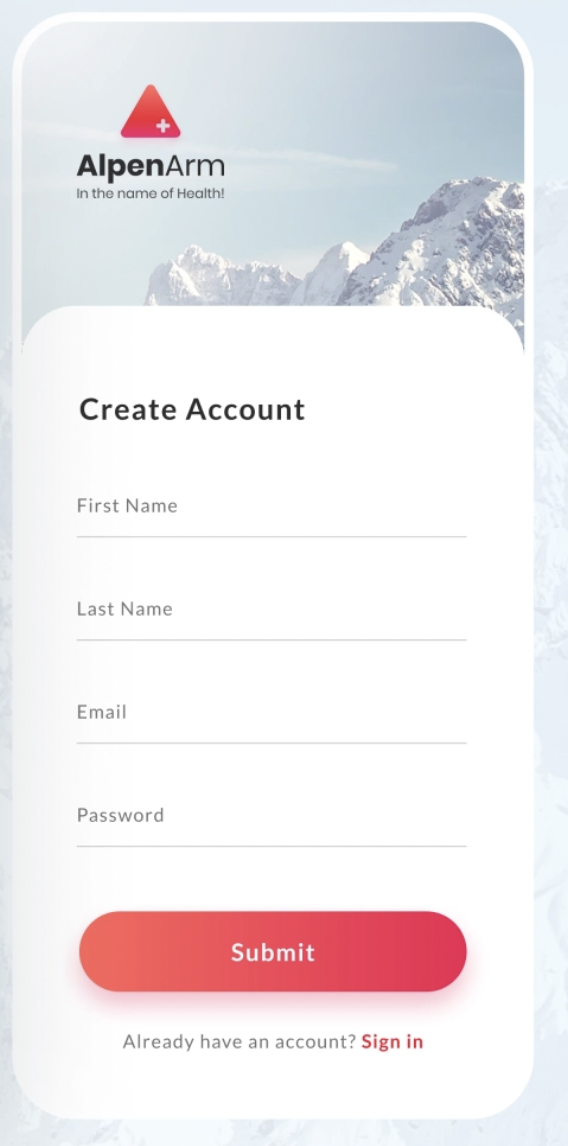 AlpenArm
In the name of Health!
Create Account
First Name
Last Name
Email
Password
Submit
Already have an account? Sign in